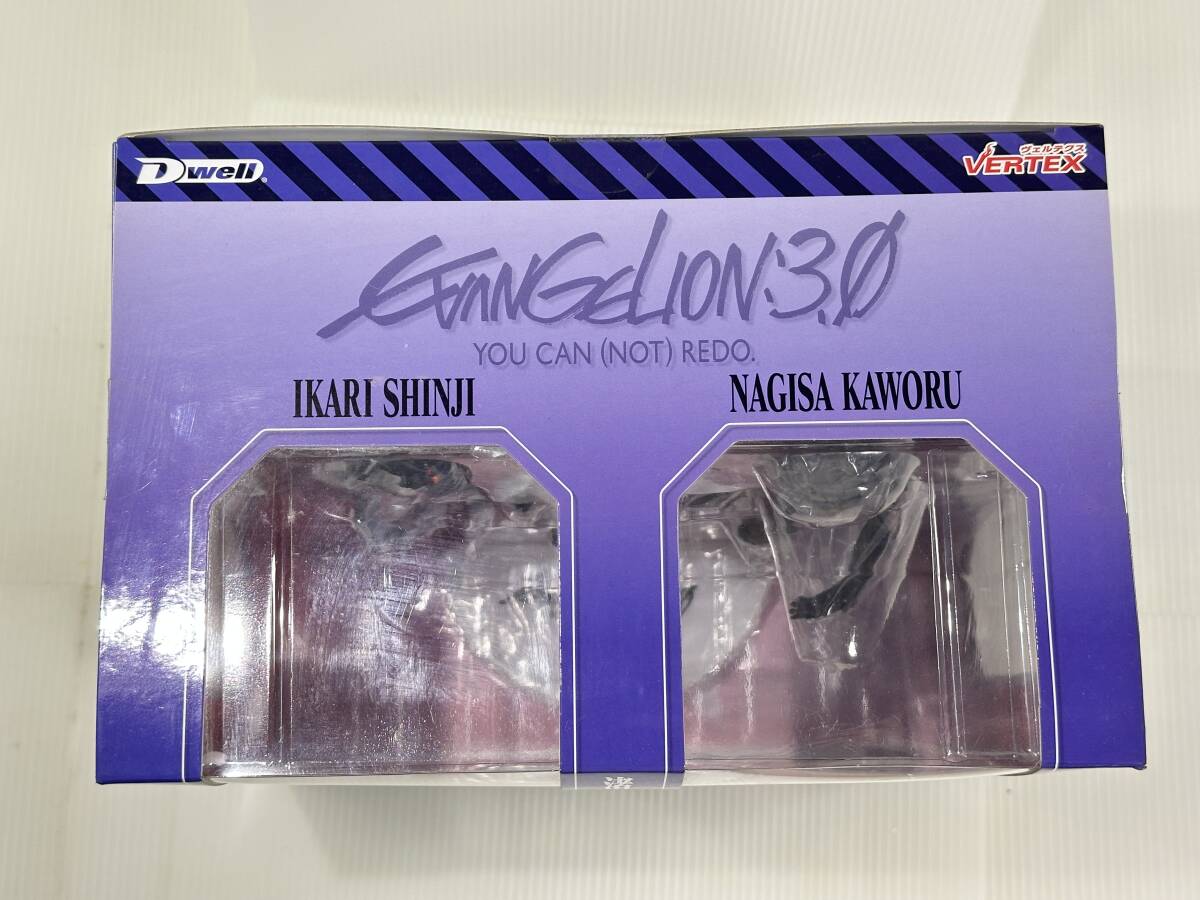 Dwell®
ヴェルテクス
VERTEX
EVANGELION:3.0
YOU CAN (NOT) REDO.
IKARI SHINJI
NAGISA KAWORU